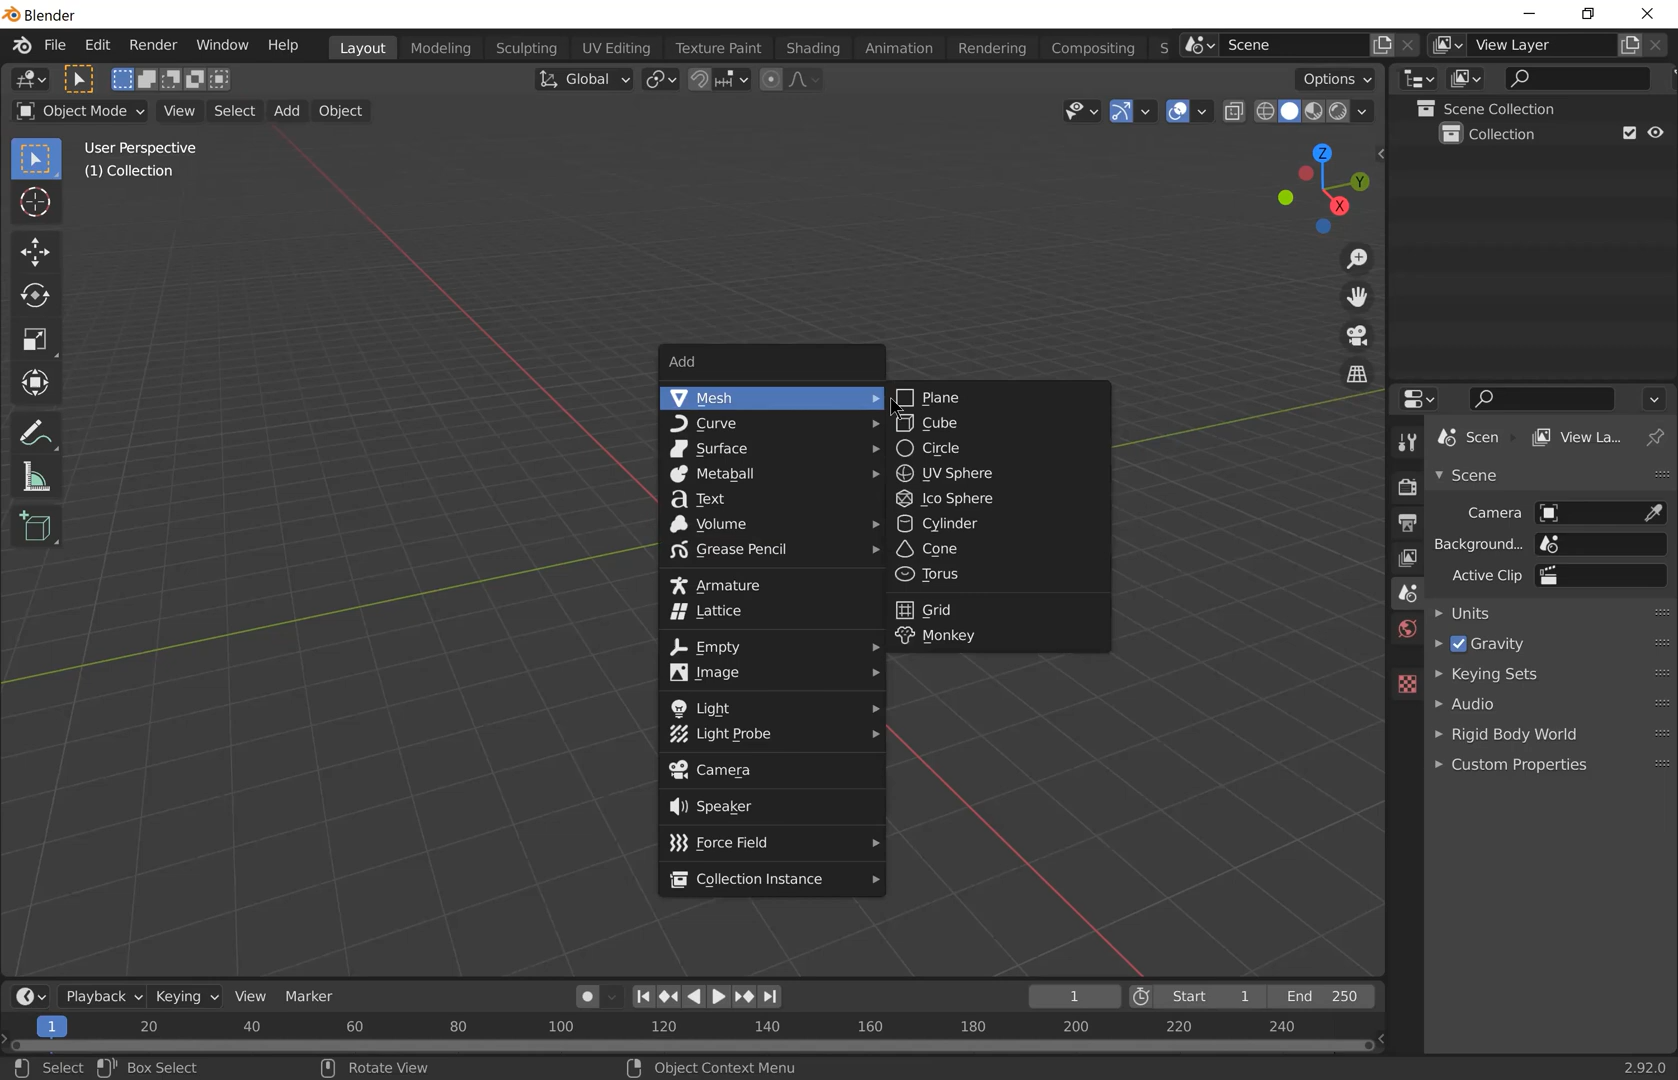 Blender
File Edit Render Window Help Layout Modeling Sculpting UV Editing Texture Paint Shading Animation Rendering Compositing S Scene View Layer
Global Options
Object Mode View Select Add Object
User Perspective
(1) Collection
Z
Y
X
Scene Collection
Collection
Add
Mesh
Curve
Surface
Metaball
Text
Volume
Grease Pencil
Armature
Lattice
Empty
Image
Light
Light Probe
Camera
Speaker
Force Field
Collection Instance
Plane
Cube
Circle
UV Sphere
Ico Sphere
Cylinder
Cone
Torus
Grid
Monkey
Scen View La...
Scene
Camera
Background...
Active Clip
Units
Gravity
Keying Sets
Audio
Rigid Body World
Custom Properties
Playback Keying View Marker 1 Start 1 End 250
1 20 40 60 80 100 120 140 160 180 200 220 240
Select Box Select Rotate View Object Context Menu 2.92.0